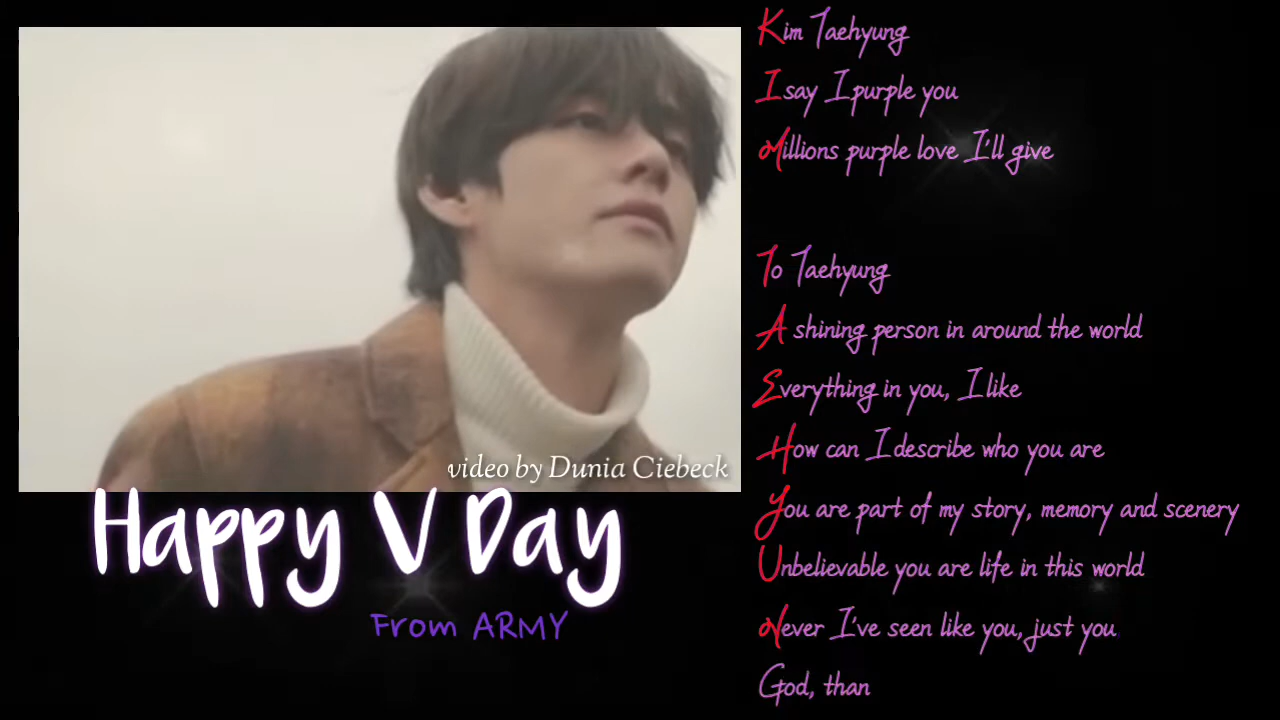 Kim Taehyung
I say I purple you
Millions purple love I'll give
To Taehyung
A shining person in around the world
Everything in you, I like
How can I describe who you are
You are part of my story, memory and scenery
Unbelievable you are life in this world
Never I've seen like you, just you
God, than
video by Dunia Ciebeck
Happy V Day
From ARMY